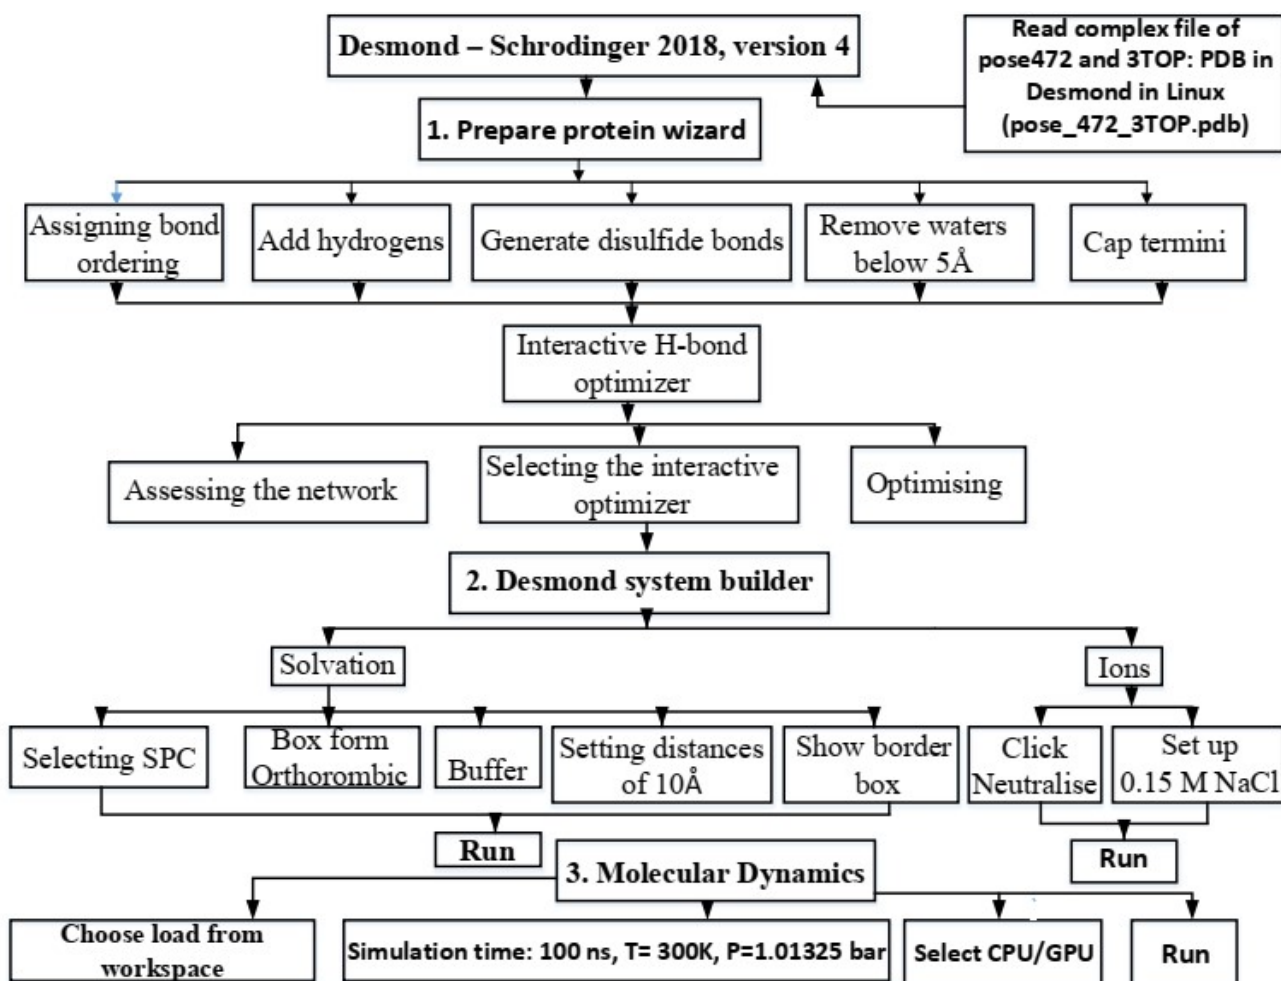 Desmond – Schrodinger 2018, version 4
Read complex file of
pose472 and 3TOP: PDB in
Desmond in Linux
(pose_472_3TOP.pdb)
1. Prepare protein wizard
Assigning bond
ordering
Add hydrogens
Generate disulfide bonds
Remove waters
below 5Å
Cap termini
Interactive H-bond
optimizer
Assessing the network
Selecting the interactive
optimizer
Optimising
2. Desmond system builder
Solvation
Ions
Selecting SPC
Box form
Orthorombic
Buffer
Setting distances
of 10Å
Show border
box
Click
Neutralise
Set up
0.15 M NaCl
Run
Run
3. Molecular Dynamics
Choose load from
workspace
Simulation time: 100 ns, T= 300K, P=1.01325 bar
Select CPU/GPU
Run